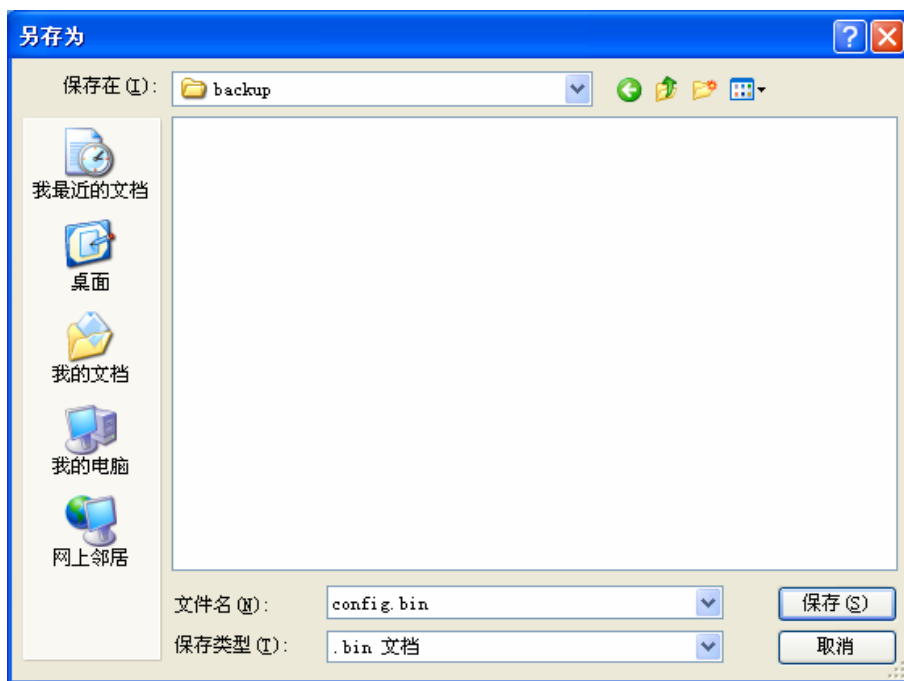 另存为
保存在(I):
backup
我最近的文档
桌面
我的文档
我的电脑
网上邻居
文件名(N):
config.bin
保存(S)
保存类型(T):
.bin 文档
取消